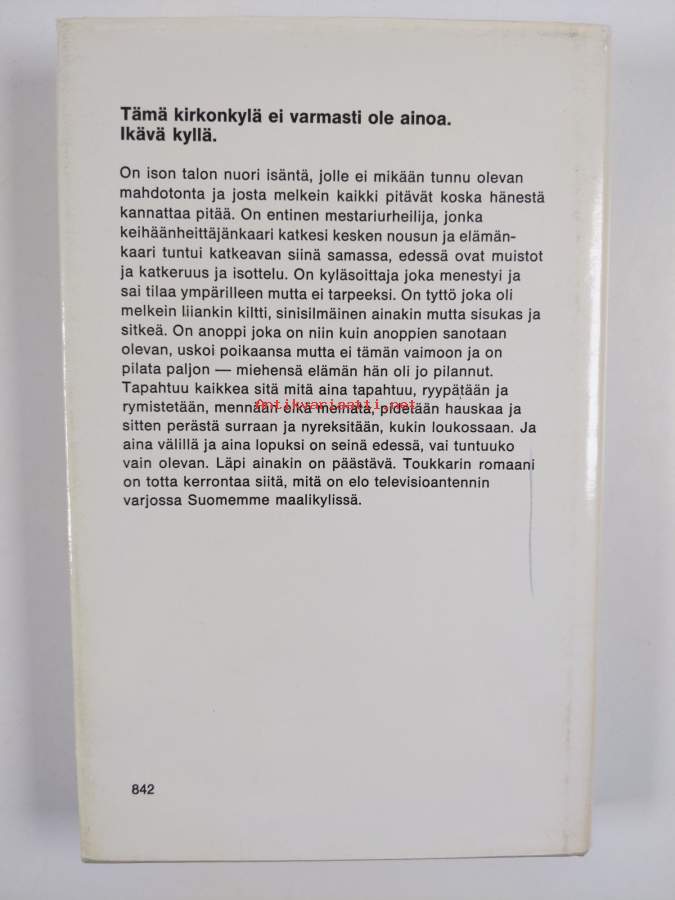 Tämä kirkonkylä ei varmasti ole ainoa.
Ikävä kyllä.
On ison talon nuori isäntä, jolle ei mikään tunnu olevan
mahdotonta ja josta melkein kaikki pitävät koska hänestä
kannattaa pitää. On entinen mestariurheilija, jonka
keihäänheittäjänkaari katkesi kesken nousun ja elämän-
kaari tuntui katkeavan siinä samassa, edessä ovat muistot
ja katkeruus ja isottelu. On kyläsoittaja joka menestyi ja
sai tilaa ympärilleen mutta ei tarpeeksi. On tyttö joka oli
melkein liiankin kiltti, sinisilmäinen ainakin mutta sisukas ja
sitkeä. On anoppi joka on niin kuin anoppien sanotaan
olevan, uskoi poikaansa mutta ei tämän vaimoon ja on
pilata paljon — miehensä elämän hän oli jo pilannut.
Tapahtuu kaikkea sitä mitä aina tapahtuu, ryypätään ja
rymistetään, mennään eikä meinata, pidetään hauskaa ja
Antikvariaatti.net
sitten perästä surraan ja nyreksitään, kukin loukossaan. Ja
aina välillä ja aina lopuksi on seinä edessä, vai tuntuuko
vain olevan. Läpi ainakin on päästävä. Toukkarin romaani
on totta kerrontaa siitä, mitä on elo televisioantennin
varjossa Suomemme maalikylissä.
842